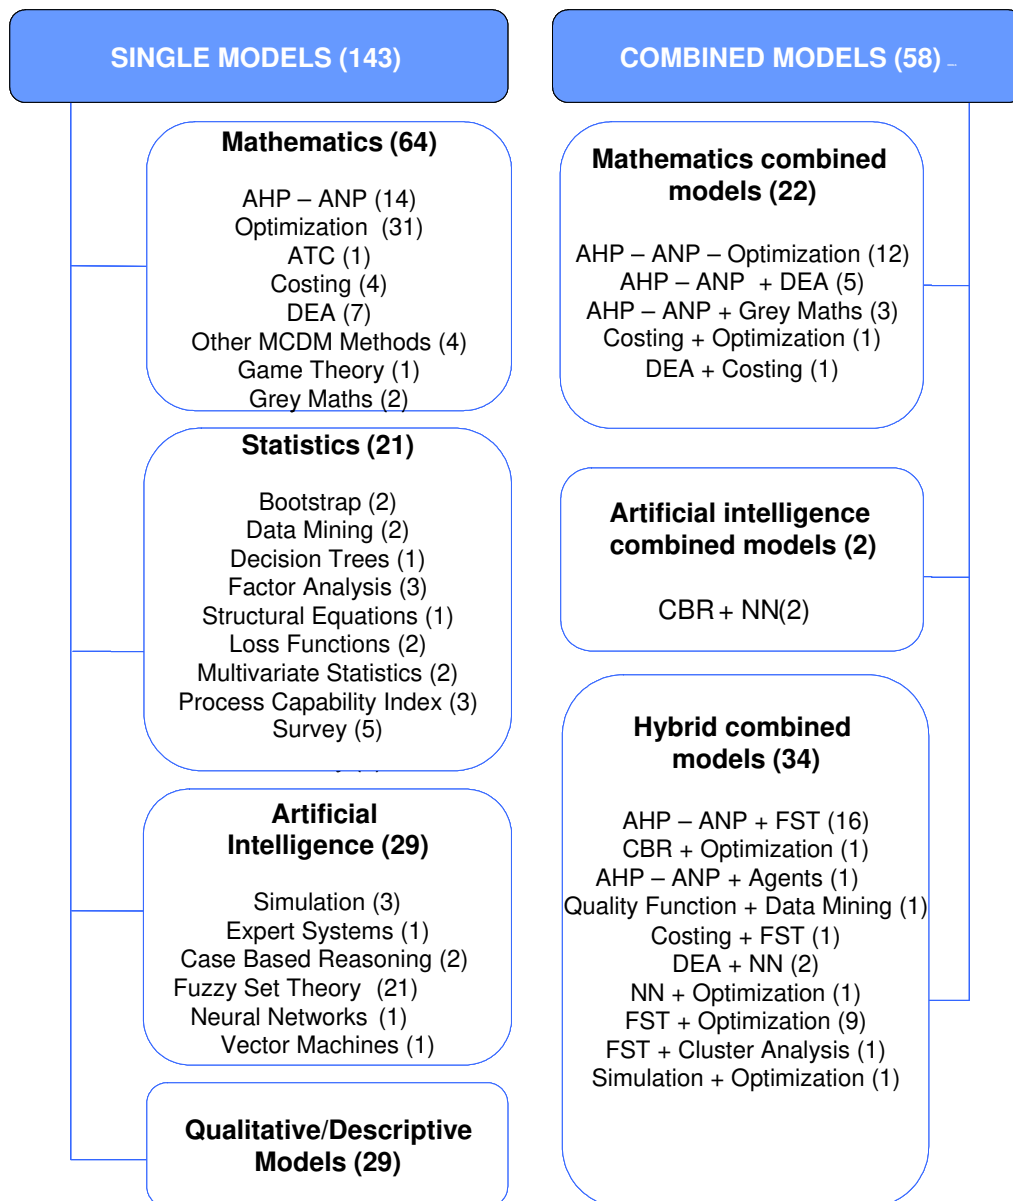 SINGLE MODELS (143)
Mathematics (64)
AHP – ANP (14)
Optimization (31)
ATC (1)
Costing (4)
DEA (7)
Other MCDM Methods (4)
Game Theory (1)
Grey Maths (2)
Statistics (21)
Bootstrap (2)
Data Mining (2)
Decision Trees (1)
Factor Analysis (3)
Structural Equations (1)
Loss Functions (2)
Multivariate Statistics (2)
Process Capability Index (3)
Survey (5)
Artificial
Intelligence (29)
Simulation (3)
Expert Systems (1)
Case Based Reasoning (2)
Fuzzy Set Theory (21)
Neural Networks (1)
Vector Machines (1)
Qualitative/Descriptive
Models (29)
COMBINED MODELS (58)
Mathematics combined
models (22)
AHP – ANP – Optimization (12)
AHP – ANP + DEA (5)
AHP – ANP + Grey Maths (3)
Costing + Optimization (1)
DEA + Costing (1)
Artificial intelligence
combined models (2)
CBR + NN(2)
Hybrid combined
models (34)
AHP – ANP + FST (16)
CBR + Optimization (1)
AHP – ANP + Agents (1)
Quality Function + Data Mining (1)
Costing + FST (1)
DEA + NN (2)
NN + Optimization (1)
FST + Optimization (9)
FST + Cluster Analysis (1)
Simulation + Optimization (1)